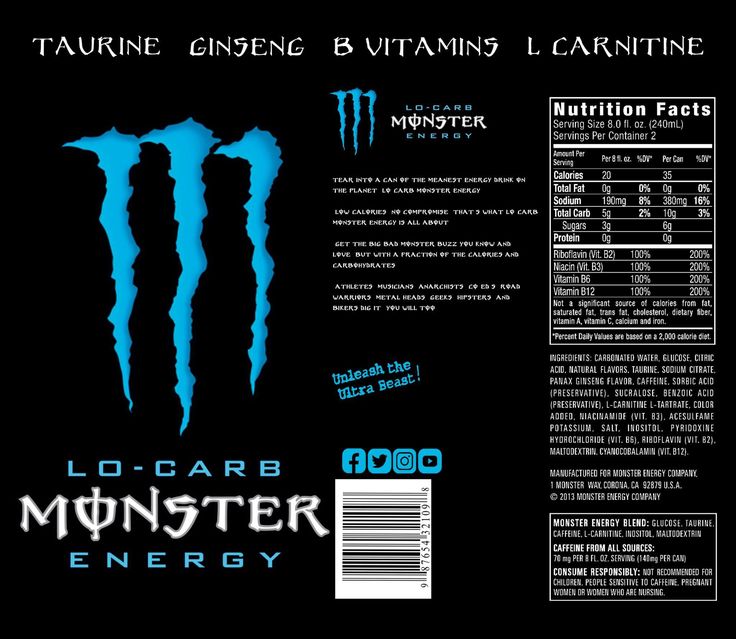 TAURINE GINSENG B VITAMINS L CARNITINE
LO-CARB
MONSTER
ENERGY
LO-CARB
MONSTER
ENERGY
TEAR INTO A CAN OF THE MEANEST ENERGY DRINK ON
THE PLANET LO CARB MONSTER ENERGY
LOW CALORIES NO COMPROMISE THAT'S WHAT LO CARB
MONSTER ENERGY IS ALL ABOUT
GET THE BIG BAD MONSTER BUZZ YOU KNOW AND
LOVE BUT WITH A FRACTION OF THE CALORIES AND
CARBOHYDRATES
ATHLETES MUSICIANS ANARCHISTS CO ED'S ROAD
WARRIORS METAL HEADS GEEKS HIPSTERS AND
BIKERS DIG IT YOU WILL TOO
Unleash the
Ultra Beast!
9 87654 32109 8
Nutrition Facts
Serving Size 8.0 fl. oz. (240mL)
Servings Per Container 2
Amount Per Serving Per 8 fl. oz. %DV* Per Can %DV*
Calories 20 35
Total Fat 0g 0% 0g 0%
Sodium 190mg 8% 380mg 16%
Total Carb 5g 2% 10g 3%
Sugars 3g 6g
Protein 0g 0g
Riboflavin (Vit. B2) 100% 200%
Niacin (Vit. B3) 100% 200%
Vitamin B6 100% 200%
Vitamin B12 100% 200%
Not a significant source of calories from fat,
saturated fat, trans fat, cholesterol, dietary fiber,
vitamin A, vitamin C, calcium and iron.
*Percent Daily Values are based on a 2,000 calorie diet.
INGREDIENTS: CARBONATED WATER, GLUCOSE, CITRIC
ACID, NATURAL FLAVORS, TAURINE, SODIUM CITRATE,
PANAX GINSENG FLAVOR, CAFFEINE, SORBIC ACID
(PRESERVATIVE), SUCRALOSE, BENZOIC ACID
(PRESERVATIVE), L-CARNITINE L-TARTRATE, COLOR
ADDED, NIACINAMIDE (VIT. B3), ACESULFAME
POTASSIUM, SALT, INOSITOL, PYRIDOXINE
HYDROCHLORIDE (VIT. B6), RIBOFLAVIN (VIT. B2),
MALTODEXTRIN, CYANOCOBALAMIN (VIT. B12).
MANUFACTURED FOR MONSTER ENERGY COMPANY,
1 MONSTER WAY, CORONA, CA 92879 U.S.A.
© 2013 MONSTER ENERGY COMPANY
MONSTER ENERGY BLEND: GLUCOSE, TAURINE,
CAFFEINE, L-CARNITINE, INOSITOL, MALTODEXTRIN
CAFFEINE FROM ALL SOURCES:
70 mg PER 8 FL. OZ. SERVING (140mg PER CAN)
CONSUME RESPONSIBLY: NOT RECOMMENDED FOR
CHILDREN, PEOPLE SENSITIVE TO CAFFEINE, PREGNANT
WOMEN OR WOMEN WHO ARE NURSING.